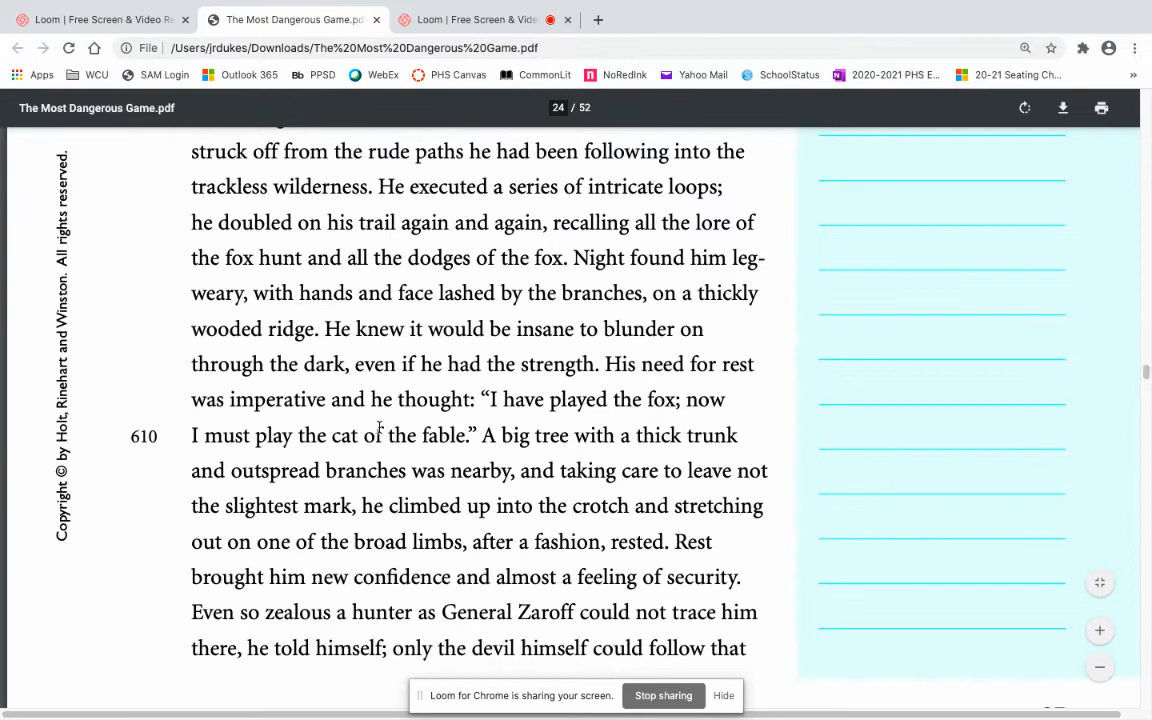 Loom | Free Screen & Video Re
The Most Dangerous Game.pd
Loom | Free Screen & Vide
File
/Users/jrdukes/Downloads/The%20Most%20Dangerous%20Game.pdf
Apps
WCU
SAM Login
Outlook 365
Bb PPSD
WebEx
PHS Canvas
CommonLit
NoRedInk
Yahoo Mail
SchoolStatus
2020-2021 PHS E...
20-21 Seating Ch...
»
The Most Dangerous Game.pdf
24 / 52
Copyright © by Holt, Rinehart and Winston. All rights reserved.
struck off from the rude paths he had been following into the
trackless wilderness. He executed a series of intricate loops;
he doubled on his trail again and again, recalling all the lore of
the fox hunt and all the dodges of the fox. Night found him leg-
weary, with hands and face lashed by the branches, on a thickly
wooded ridge. He knew it would be insane to blunder on
through the dark, even if he had the strength. His need for rest
was imperative and he thought: “I have played the fox; now
610 I must play the cat of the fable.” A big tree with a thick trunk
and outspread branches was nearby, and taking care to leave not
the slightest mark, he climbed up into the crotch and stretching
out on one of the broad limbs, after a fashion, rested. Rest
brought him new confidence and almost a feeling of security.
Even so zealous a hunter as General Zaroff could not trace him
there, he told himself; only the devil himself could follow that
Loom for Chrome is sharing your screen.
Stop sharing
Hide